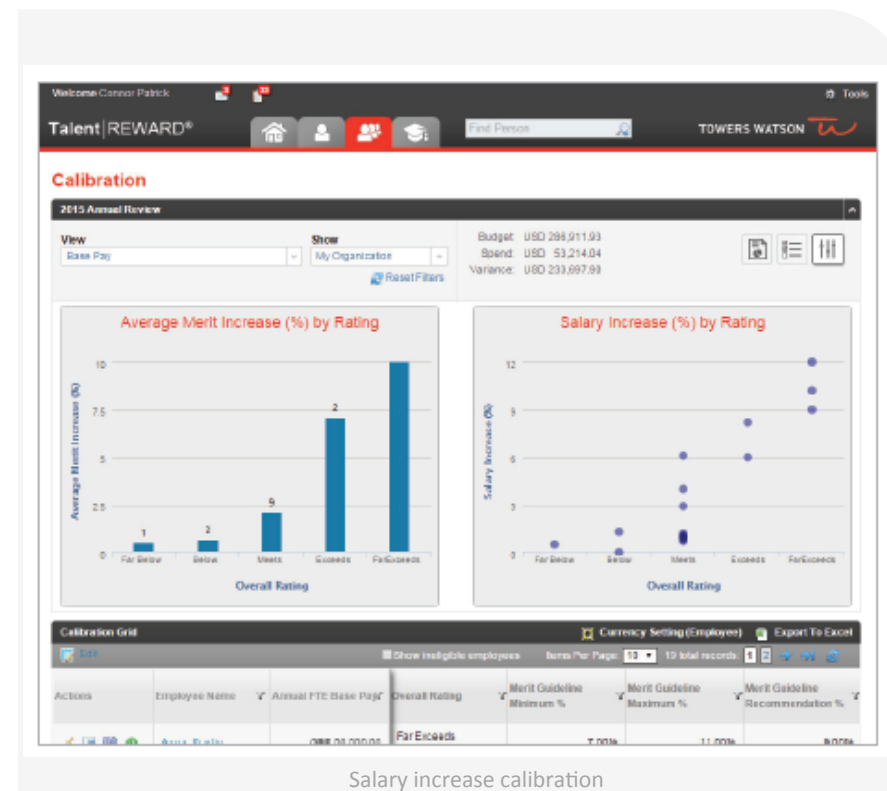 Welcome Connor Patrick
Tools
Talent|REWARD®
Find Person
TOWERS WATSON
Calibration
2015 Annual Review
View
Show
Base Pay
My Organization
Reset Filters
Budget: USD 286,911.93
Spend: USD 53,214.04
Variance: USD 233,697.90
Average Merit Increase (%) by Rating
Average Merit Increase (%)
10
7.5
5
2.5
0
1
2
9
2
Far Below
Below
Meets
Exceeds
FarExceeds
Overall Rating
Salary Increase (%) by Rating
Salary Increase (%)
12
9
6
3
0
Far Below
Below
Meets
Exceeds
FarExceeds
Overall Rating
Calibration Grid
Currency Setting (Employee)
Export To Excel
Edit
Show ineligible employees
Items Per Page: 10
19 total records:
1 2
Actions
Employee Name
Annual FTE Base Pay
Overall Rating
Merit Guideline Minimum %
Merit Guideline Maximum %
Merit Guideline Recommendation %
Far Exceeds
Salary increase calibration